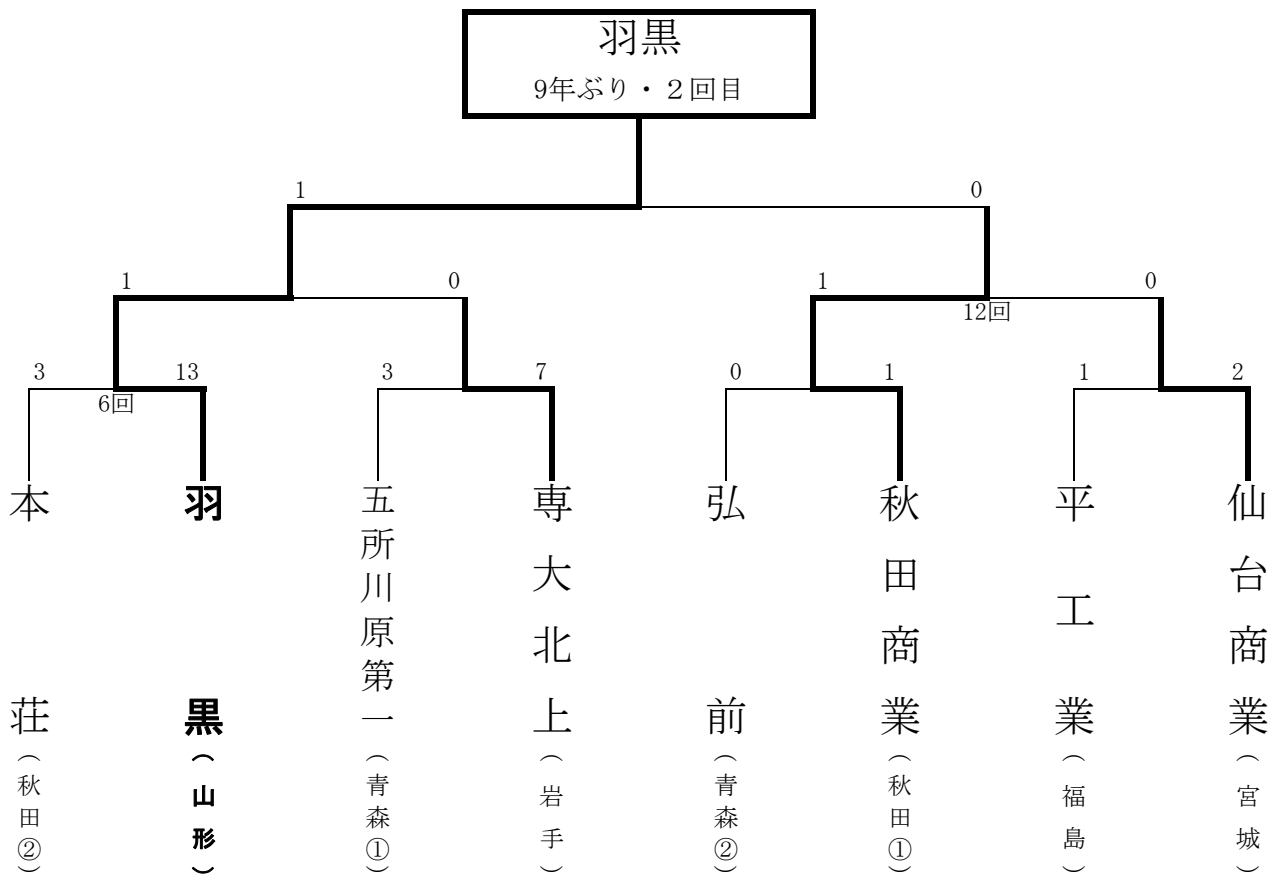 羽黒
9年ぶり・２回目
1
0
1
0
1
0
12回
3
13
3
7
0
1
1
2
6回
本荘(秋田②)
羽黒(山形)
五所川原第一(青森①)
専大北上(岩手)
弘前(青森②)
秋田商業(秋田①)
平工業(福島)
仙台商業(宮城)